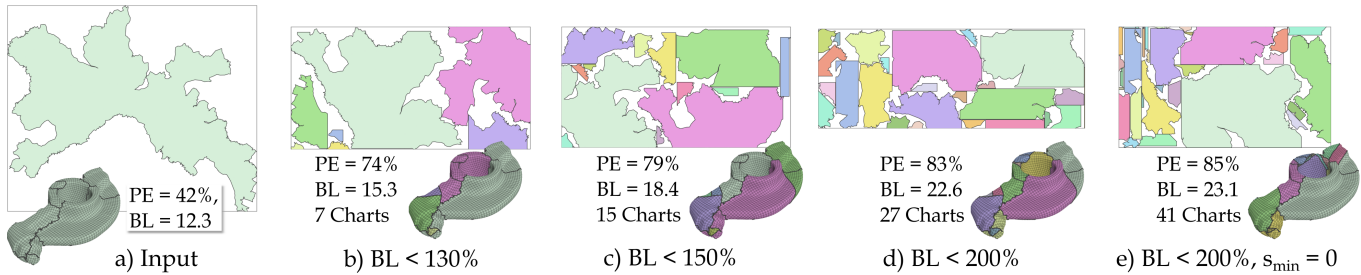 PE = 42%,
BL = 12.3
a) Input
PE = 74%
BL = 15.3
7 Charts
b) BL < 130%
PE = 79%
BL = 18.4
15 Charts
c) BL < 150%
PE = 83%
BL = 22.6
27 Charts
d) BL < 200%
PE = 85%
BL = 23.1
41 Charts
e) BL < 200%, smin = 0